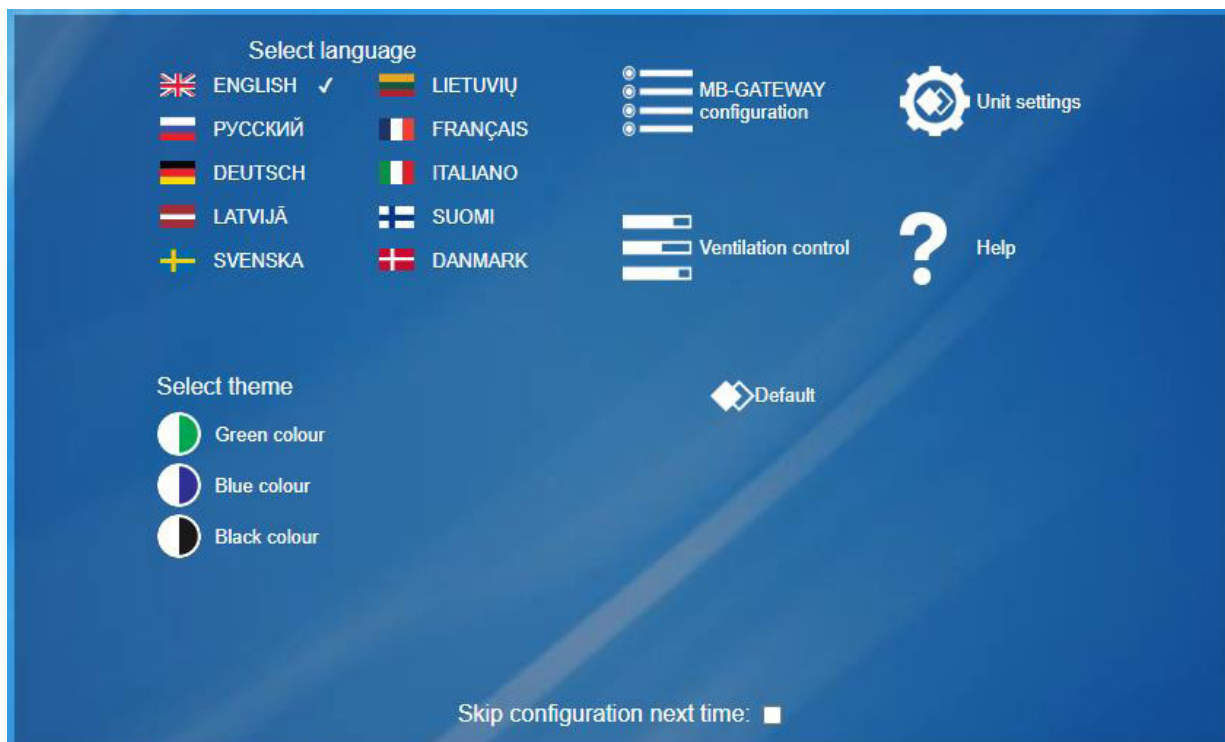 Select language
ENGLISH ✓
LIETUVIŲ
РУССКИЙ
FRANÇAIS
DEUTSCH
ITALIANO
LATVIJĀ
SUOMI
SVENSKA
DANMARK
MB-GATEWAY
configuration
Unit settings
Ventilation control
Help
Select theme
Green colour
Blue colour
Black colour
Default
Skip configuration next time: